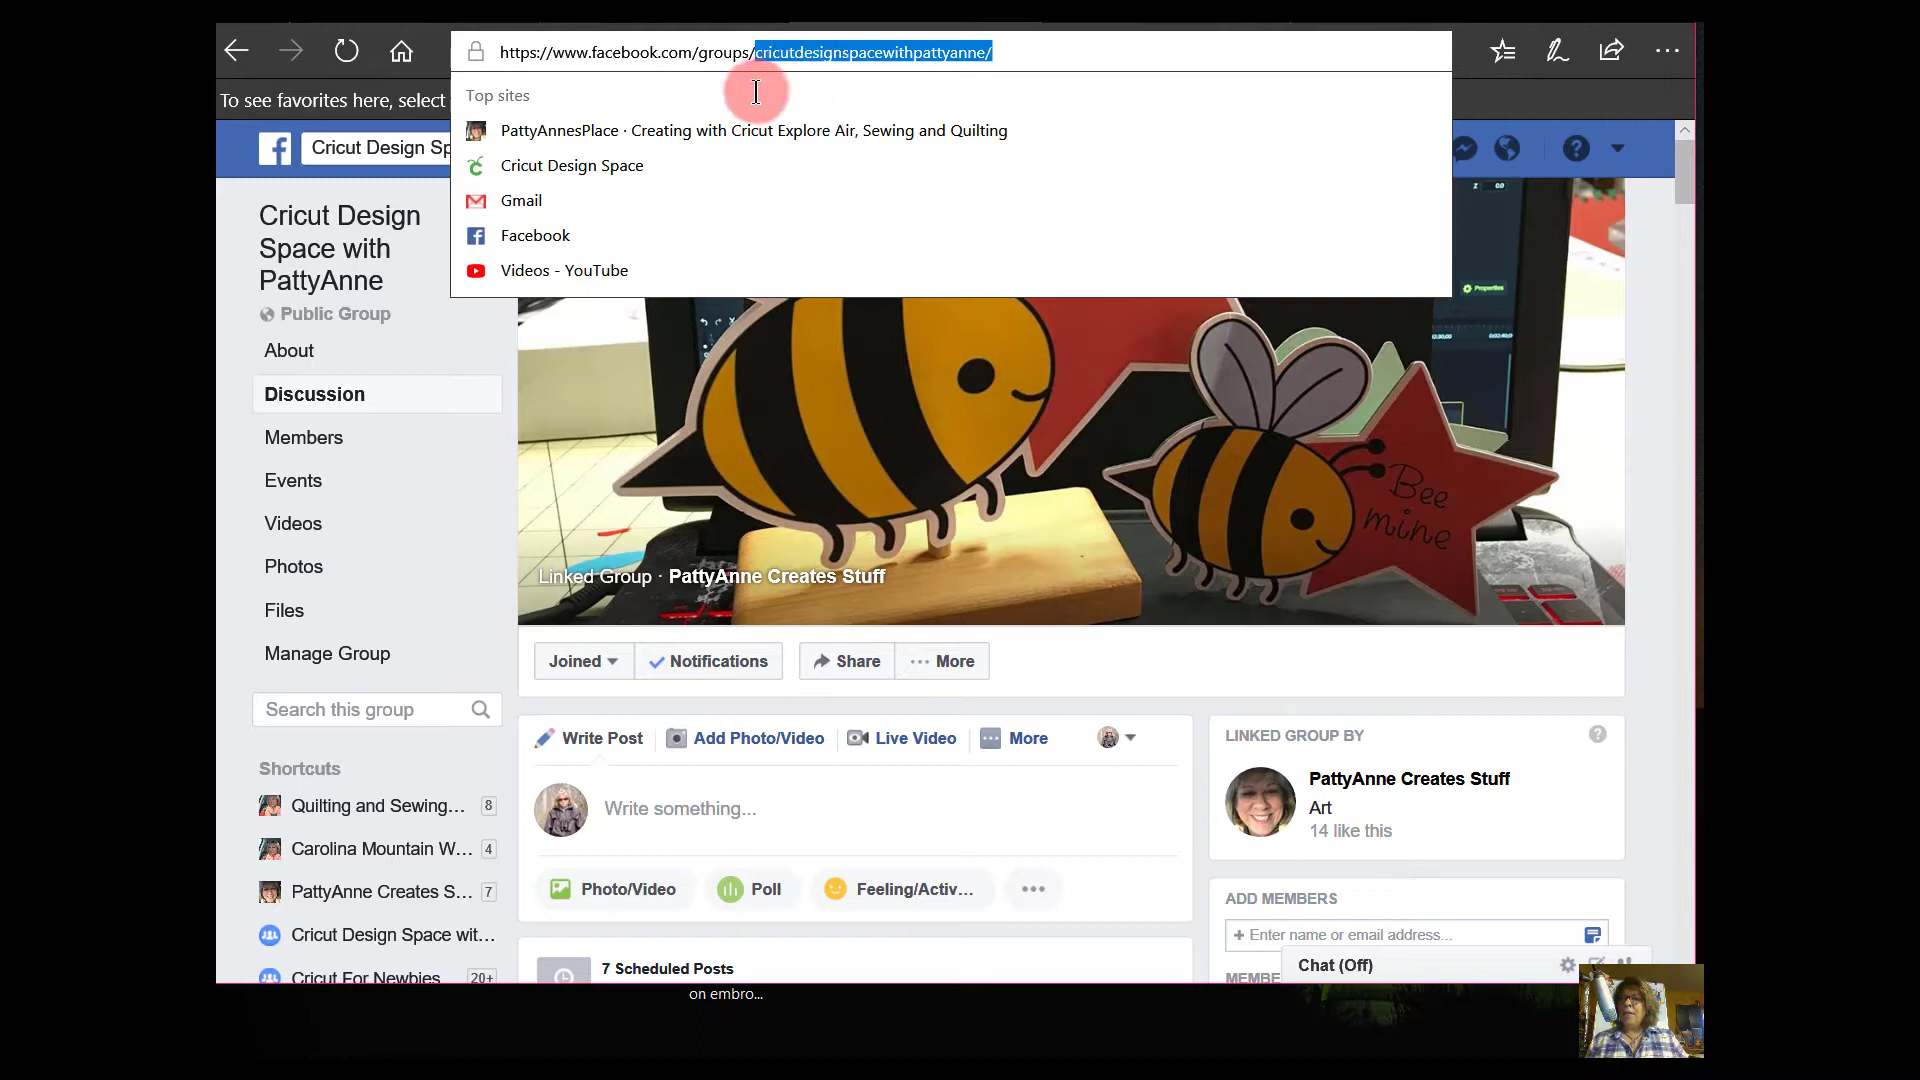 https://www.facebook.com/groups/cricutdesignspacewithpattyanne/
To see favorites here, select
Top sites
PattyAnnesPlace · Creating with Cricut Explore Air, Sewing and Quilting
Cricut Design Space
Gmail
Facebook
Videos - YouTube
Cricut Design Sp
Cricut Design
Space with
PattyAnne
Public Group
About
Discussion
Members
Events
Videos
Photos
Files
Manage Group
Search this group
Shortcuts
Quilting and Sewing... 8
Carolina Mountain W... 4
PattyAnne Creates S... 7
Cricut Design Space wit...
Cricut For Newbies 20+
Z 0.0
Properties
Bee
mine
Linked Group · PattyAnne Creates Stuff
Joined Notifications Share More
Write Post Add Photo/Video Live Video More
Write something...
Photo/Video Poll Feeling/Activ...
7 Scheduled Posts
on embro...
LINKED GROUP BY
PattyAnne Creates Stuff
Art
14 like this
ADD MEMBERS
+ Enter name or email address...
MEMBE
Chat (Off)